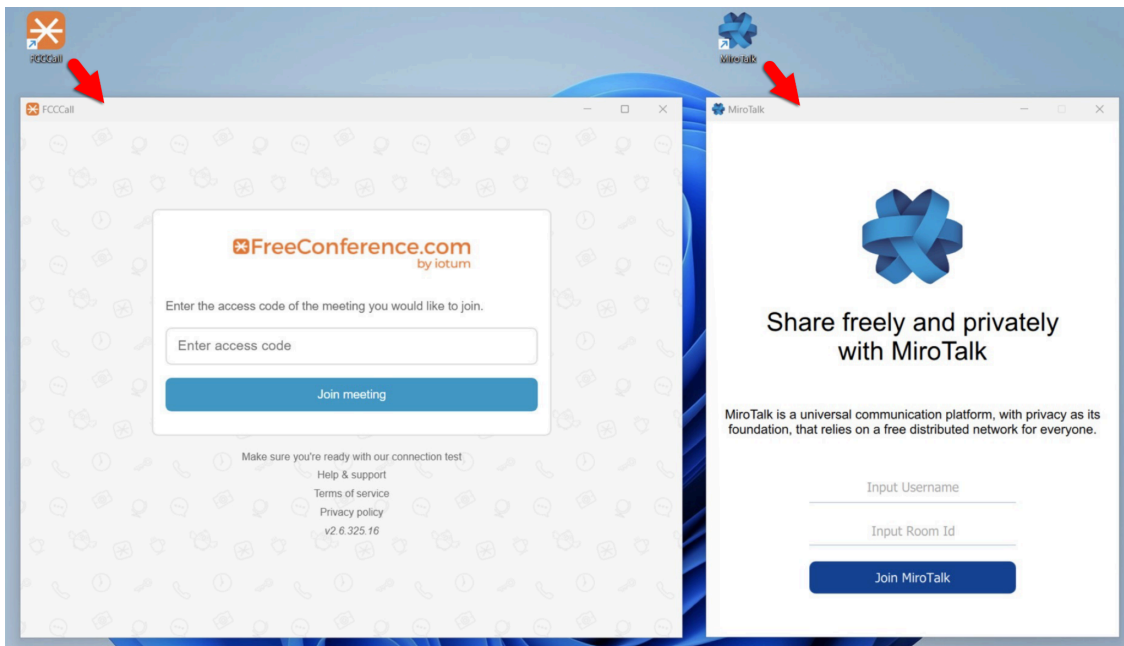 FCCCall
MiroTalk
FCCCall
FreeConference.com
by iotum
Enter the access code of the meeting you would like to join.
Enter access code
Join meeting
Make sure you're ready with our connection test
Help & support
Terms of service
Privacy policy
v2.6.325.16
MiroTalk
Share freely and privately
with MiroTalk
MiroTalk is a universal communication platform, with privacy as its
foundation, that relies on a free distributed network for everyone.
Input Username
Input Room Id
Join MiroTalk